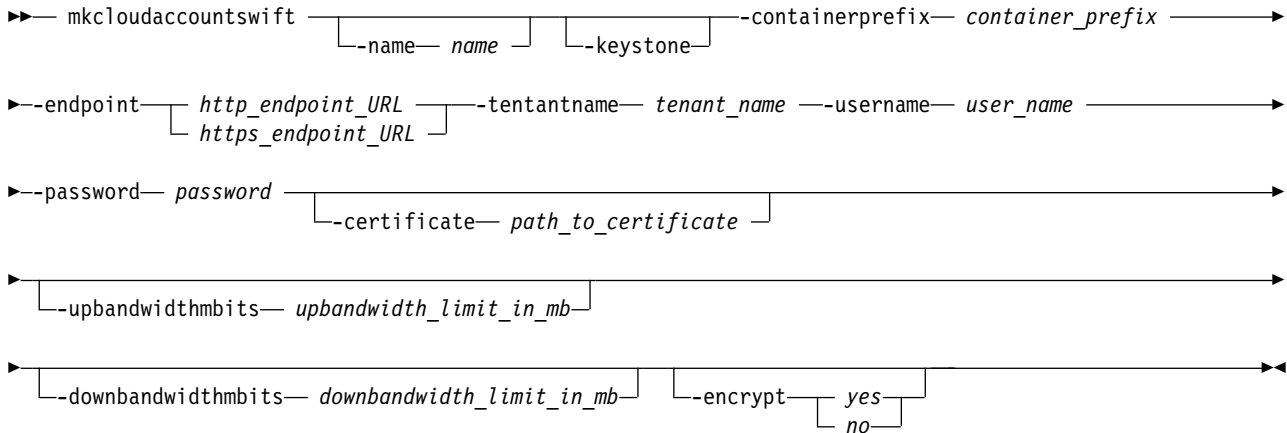 mkcloudaccountswift -name name -keystone -containerprefix container_prefix
-endpoint http_endpoint_URL -tentantname tenant_name -username user_name
https_endpoint_URL
-password password -certificate path_to_certificate
-upbandwidthmbits upbandwidth_limit_in_mb
-downbandwidthmbits downbandwidth_limit_in_mb -encrypt yes
no